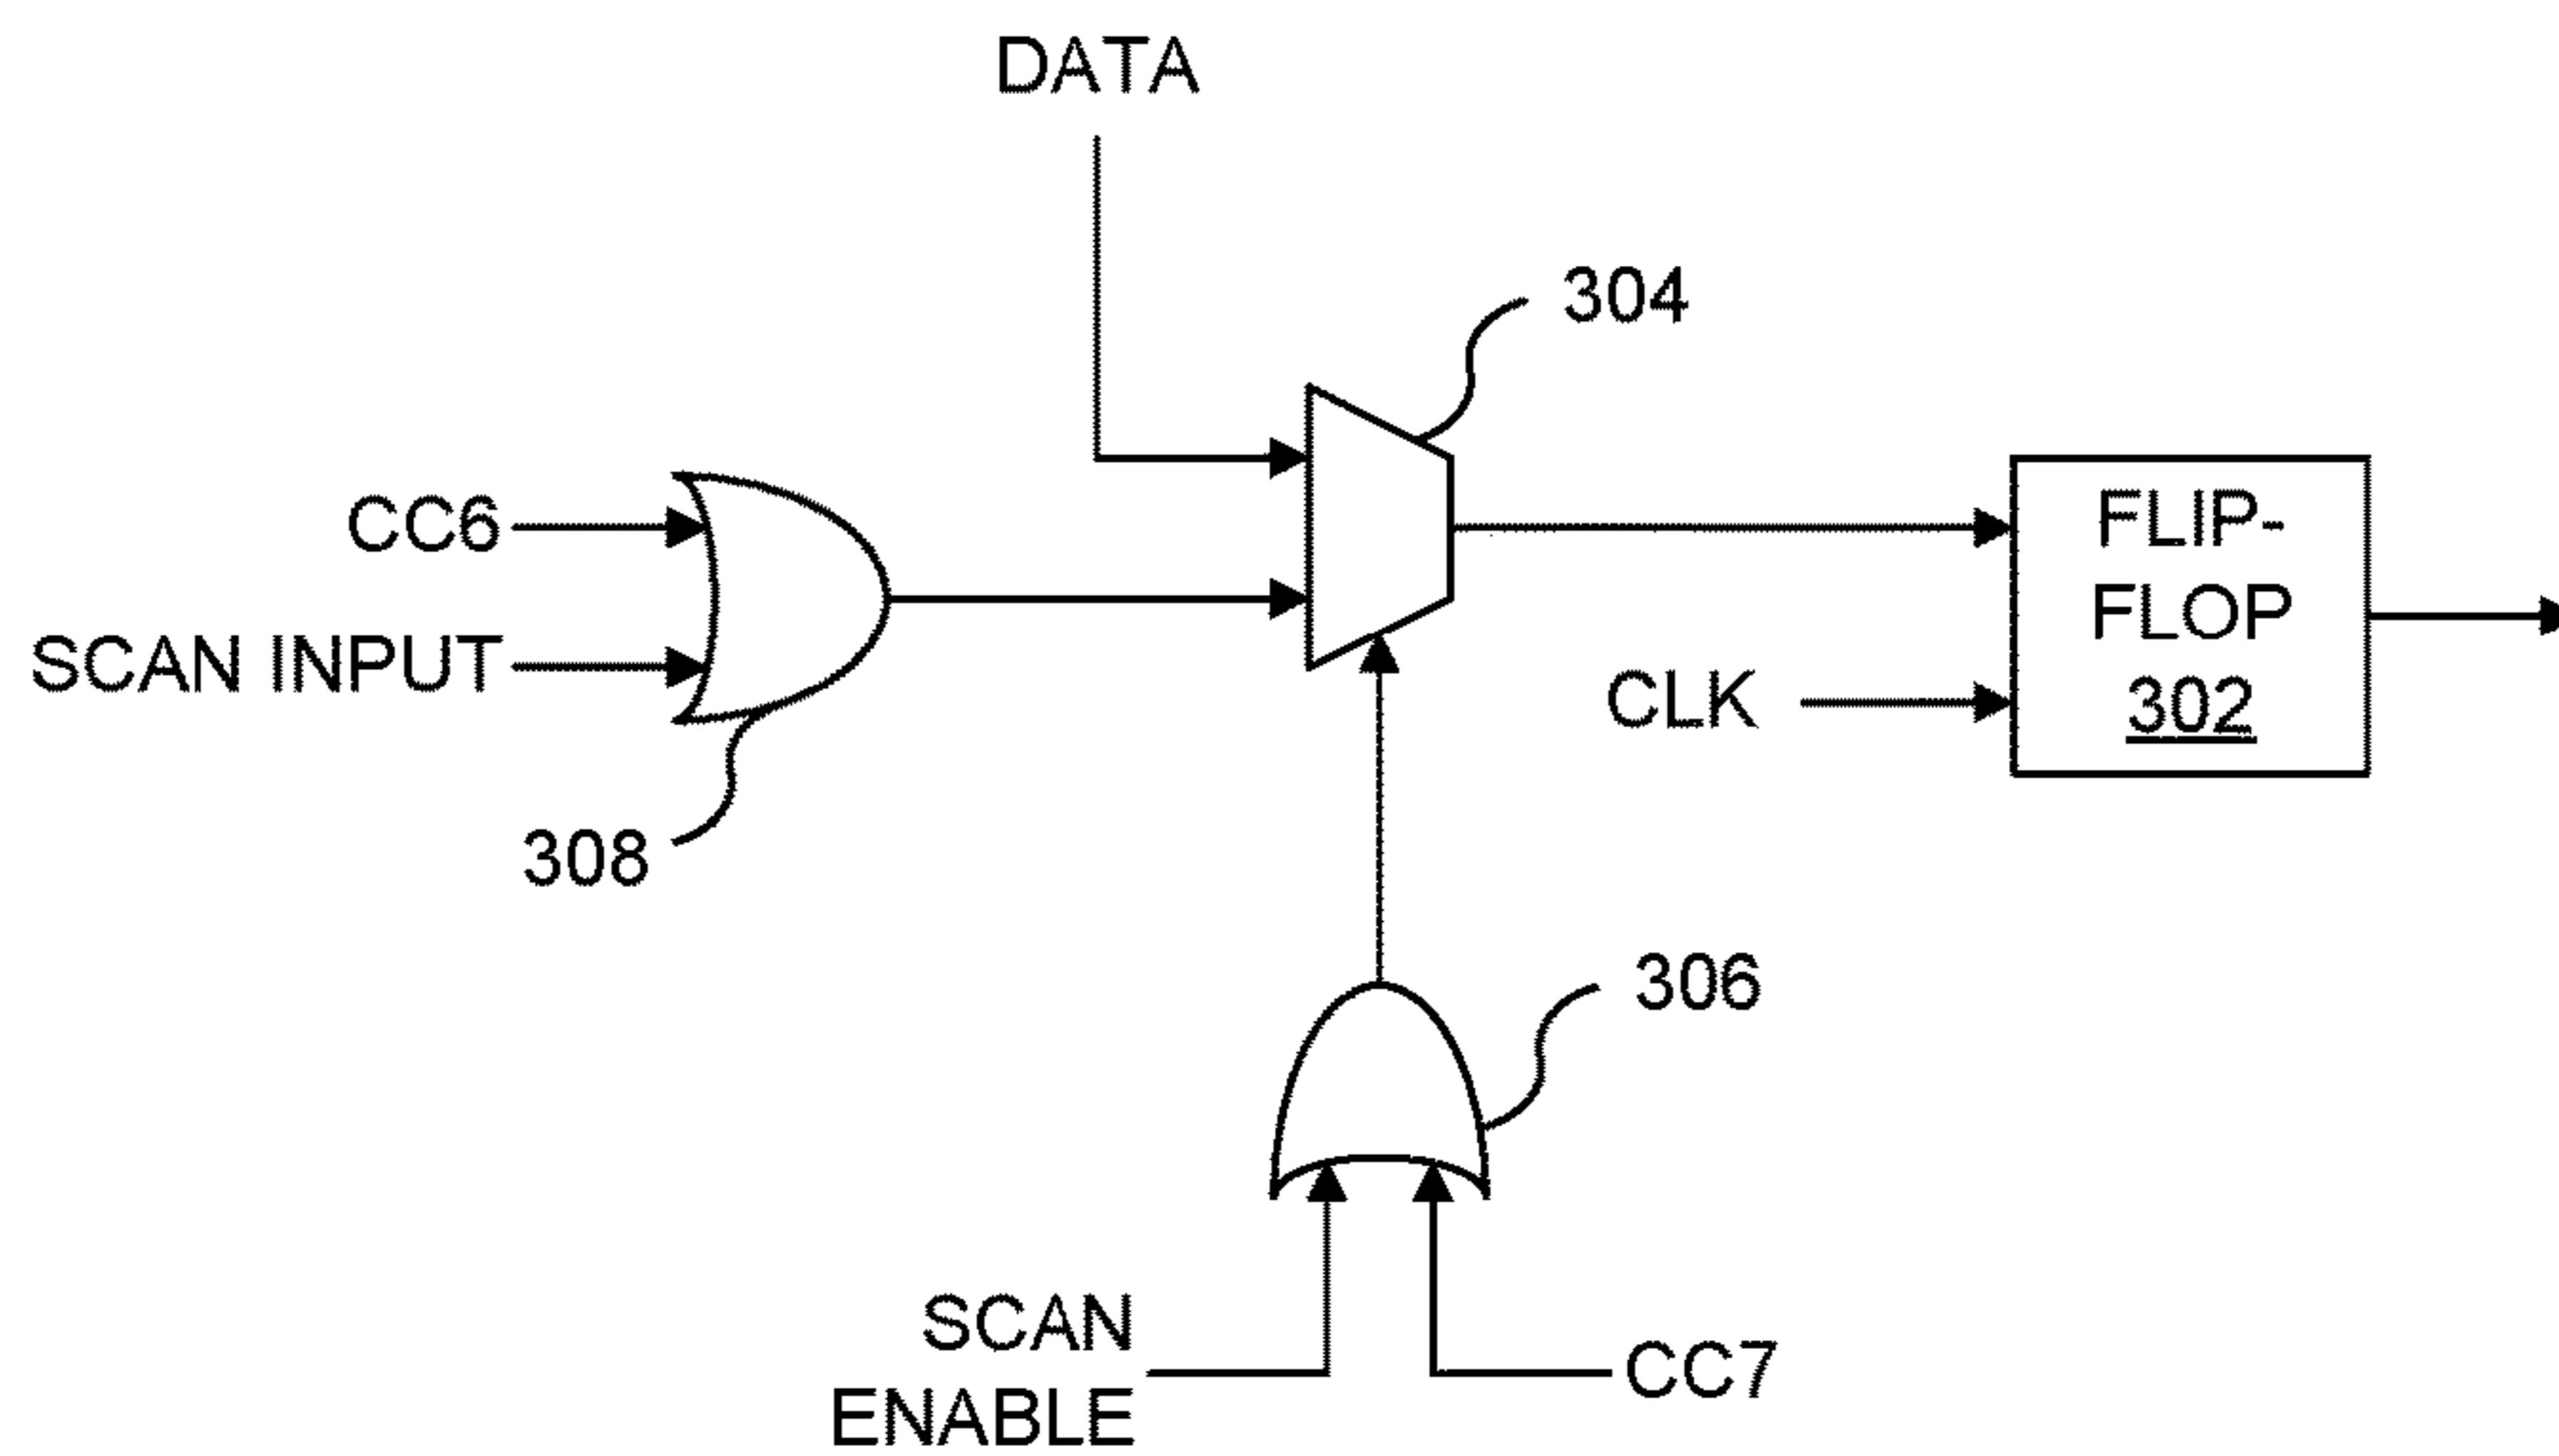 DATA
304
CC6
SCAN INPUT
308
CLK
FLIP-
FLOP
302
306
SCAN
ENABLE
CC7